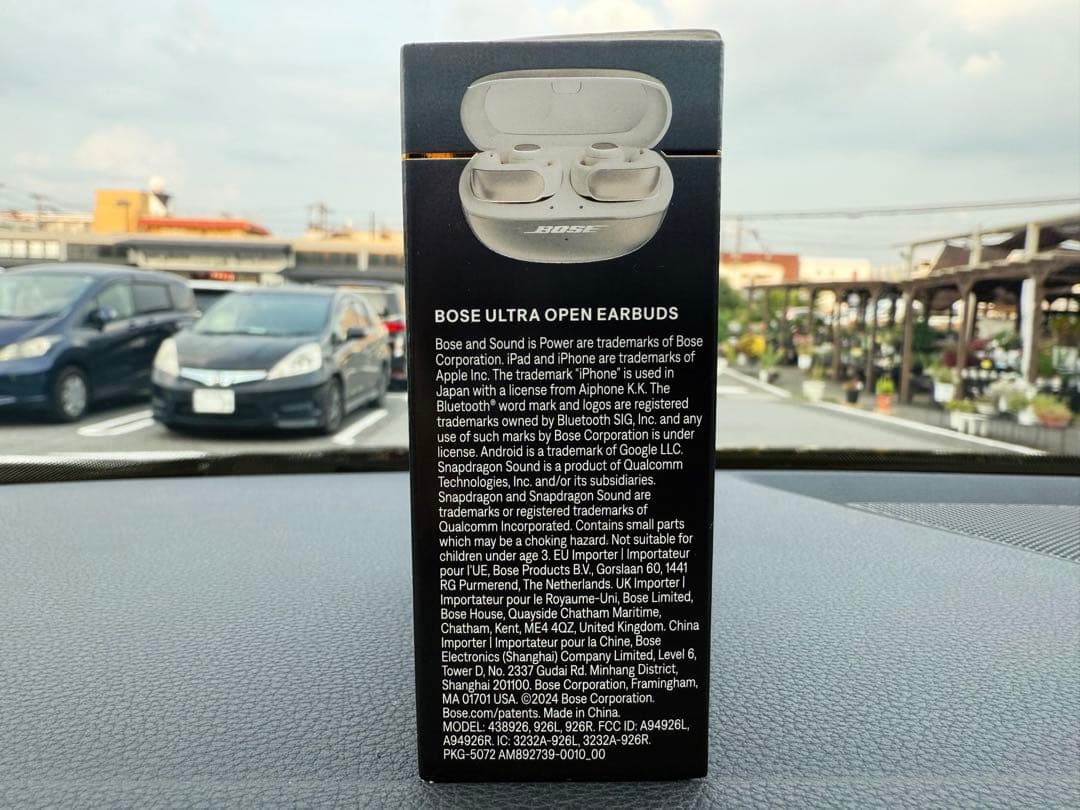 BOSE
BOSE ULTRA OPEN EARBUDS
Bose and Sound is Power are trademarks of Bose
Corporation. iPad and iPhone are trademarks of
Apple Inc. The trademark "iPhone" is used in
Japan with a license from Aiphone K.K. The
Bluetooth® word mark and logos are registered
trademarks owned by Bluetooth SIG, Inc. and any
use of such marks by Bose Corporation is under
license. Android is a trademark of Google LLC.
Snapdragon Sound is a product of Qualcomm
Technologies, Inc. and/or its subsidiaries.
Snapdragon and Snapdragon Sound are
trademarks or registered trademarks of
Qualcomm Incorporated. Contains small parts
which may be a choking hazard. Not suitable for
children under age 3. EU Importer | Importateur
pour l'UE, Bose Products B.V., Gorslaan 60, 1441
RG Purmerend, The Netherlands. UK Importer |
Importateur pour le Royaume-Uni, Bose Limited,
Bose House, Quayside Chatham Maritime,
Chatham, Kent, ME4 4QZ, United Kingdom. China
Importer | Importateur pour la Chine, Bose
Electronics (Shanghai) Company Limited, Level 6,
Tower D, No. 2337 Gudai Rd. Minhang District,
Shanghai 201100. Bose Corporation, Framingham,
MA 01701 USA. ©2024 Bose Corporation.
Bose.com/patents. Made in China.
MODEL: 438926, 926L, 926R. FCC ID: A94926L,
A94926R. IC: 3232A-926L, 3232A-926R.
PKG-5072 AM892739-0010_00